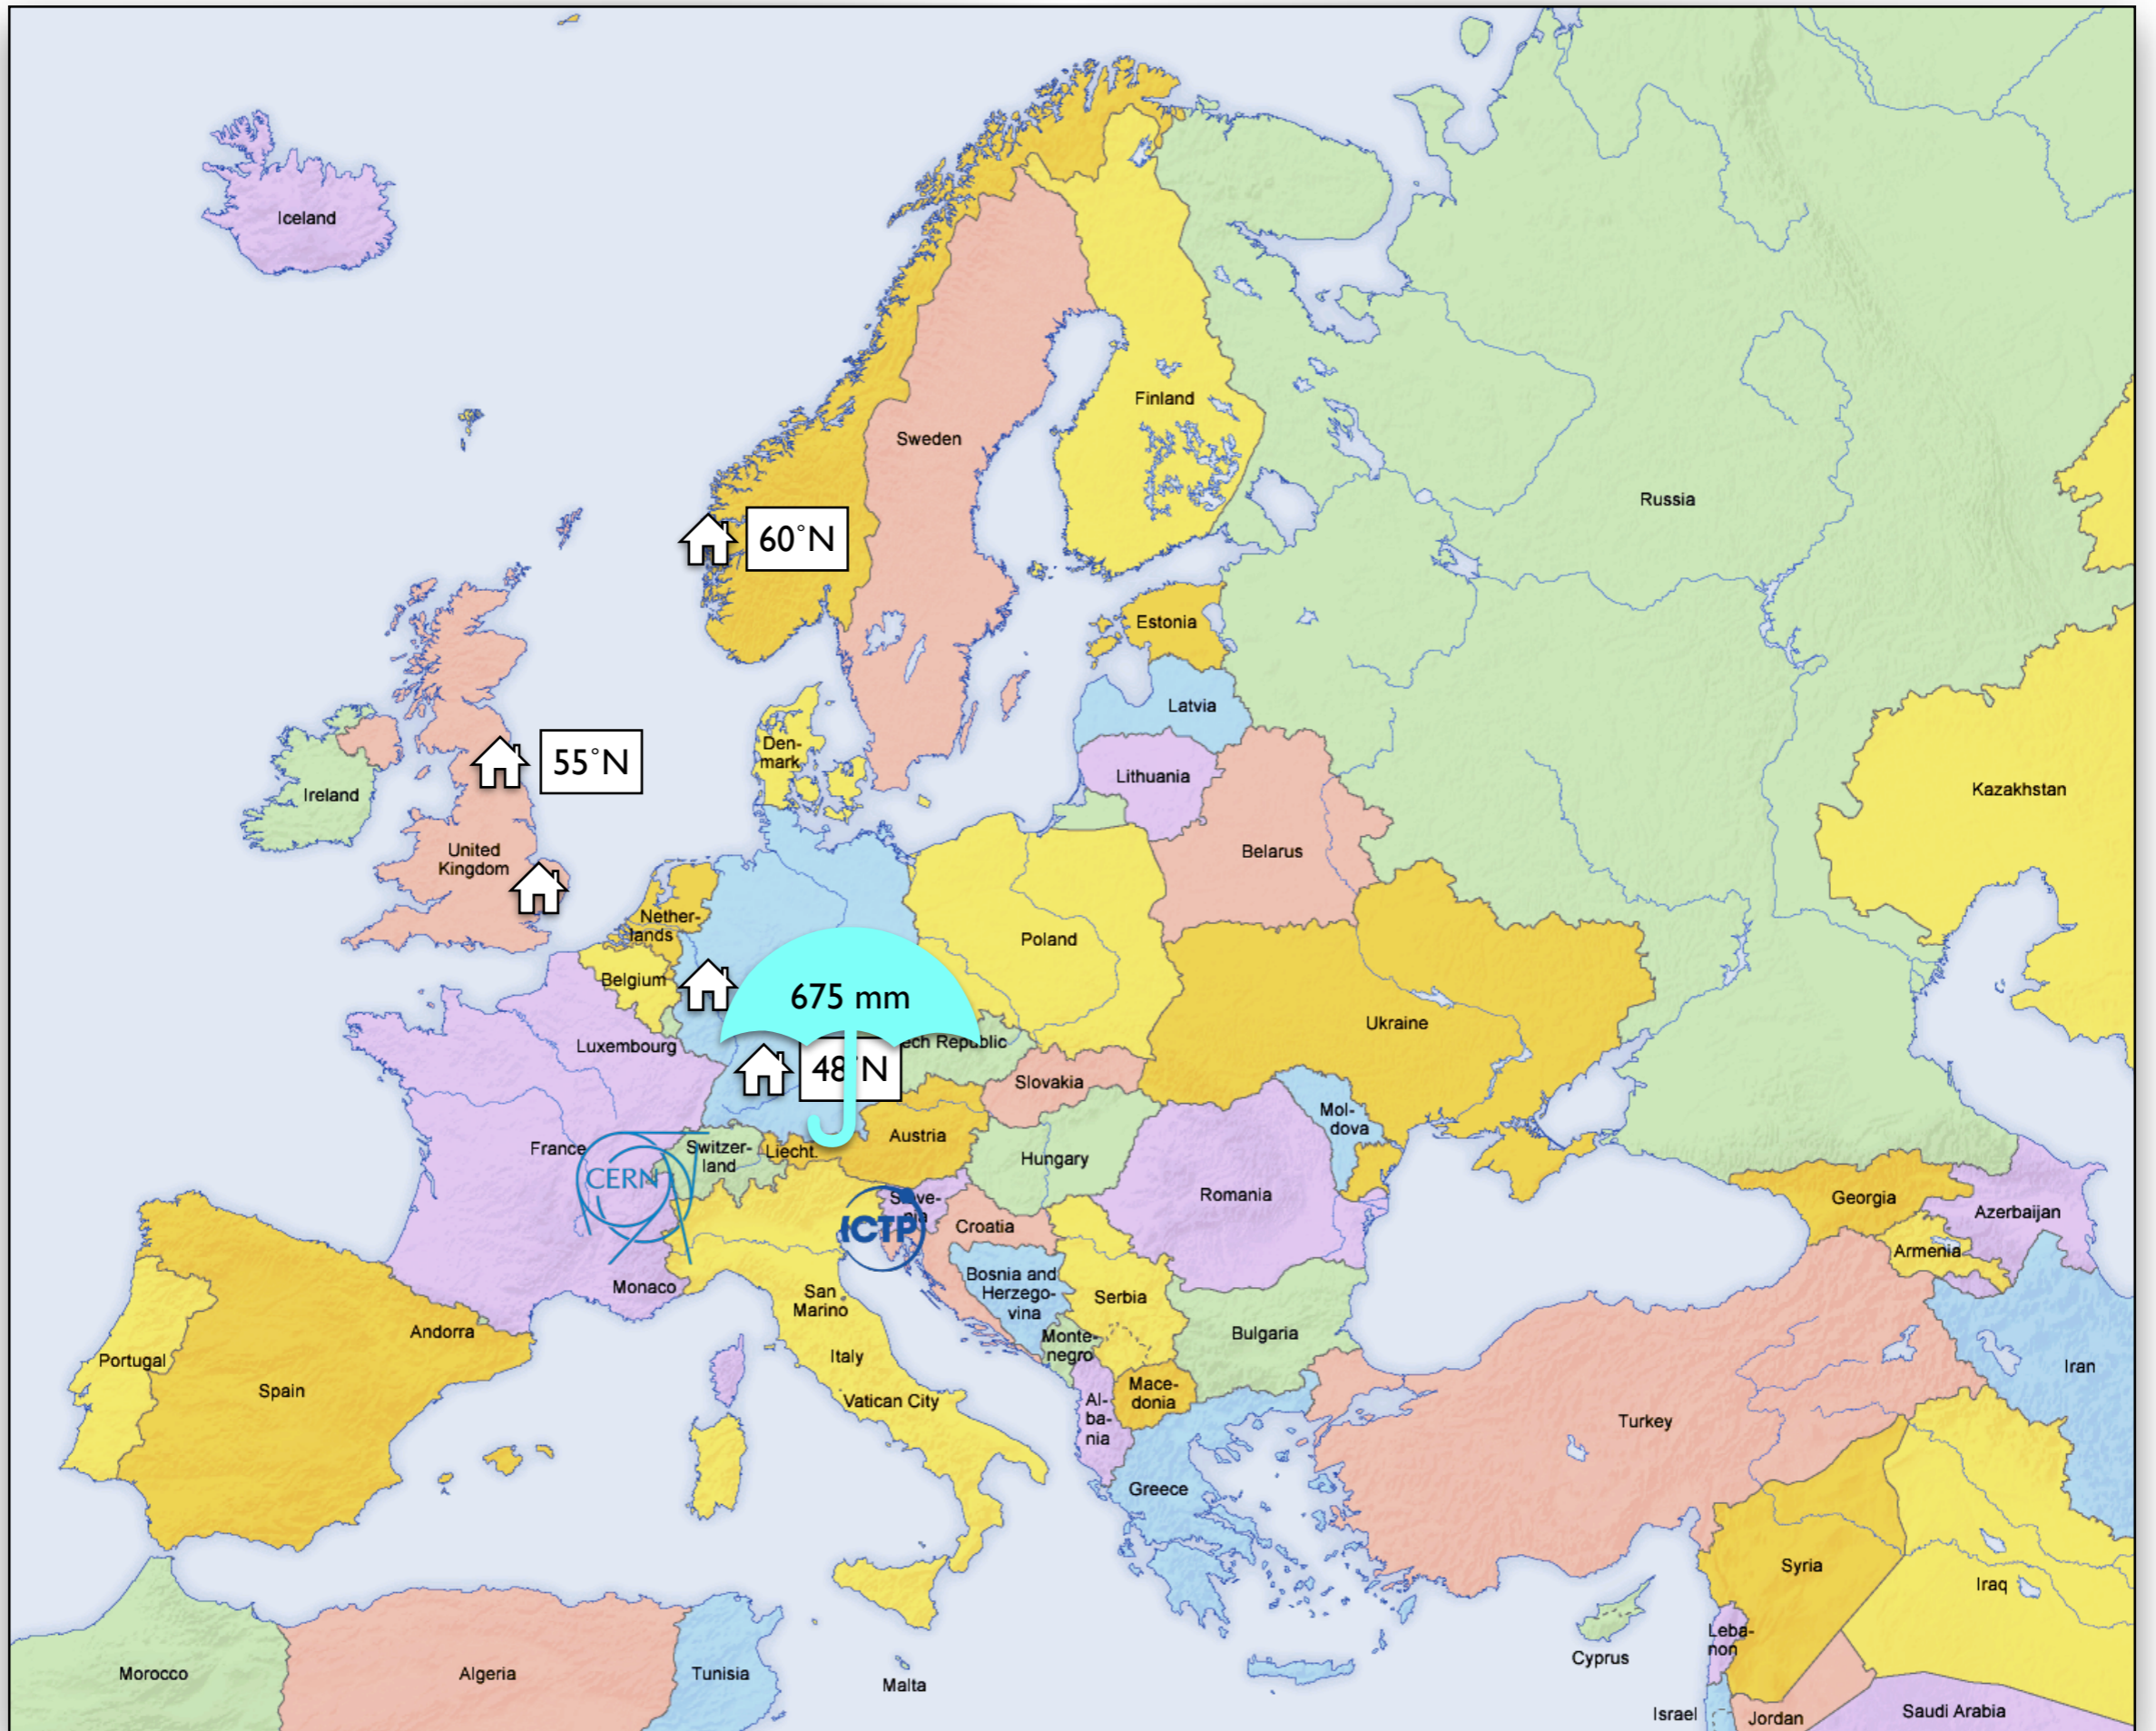 Iceland
Finland
Sweden
Russia
60°N
Estonia
Latvia
Den-
mark
55°N
Lithuania
Ireland
Kazakhstan
United
Kingdom
Belarus
Nether-
lands
Poland
Belgium
675 mm
Ukraine
Luxembourg
ech Republic
48°N
Slovakia
Mol-
dova
France
Switzer-
land
Liecht.
Austria
Hungary
CERN
Romania
Slove-
nia
ICTP
Croatia
Georgia
Azerbaijan
Armenia
Monaco
San
Marino
Bosnia and
Herzego-
vina
Serbia
Andorra
Monte-
negro
Bulgaria
Portugal
Spain
Italy
Iran
Vatican City
Al-
ba-
nia
Mace-
donia
Turkey
Greece
Syria
Iraq
Morocco
Algeria
Tunisia
Malta
Cyprus
Leba-
non
Israel
Jordan
Saudi Arabia